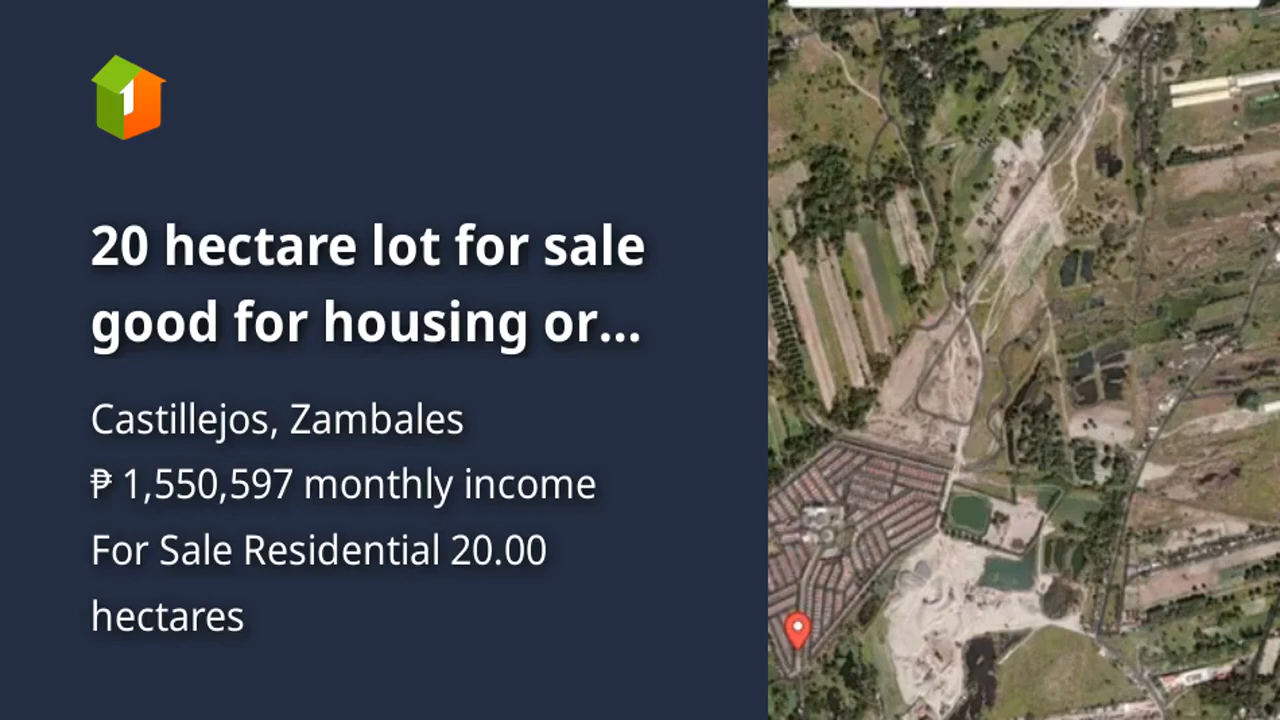 20 hectare lot for sale
good for housing or...
Castillejos, Zambales
₱ 1,550,597 monthly income
For Sale Residential 20.00
hectares